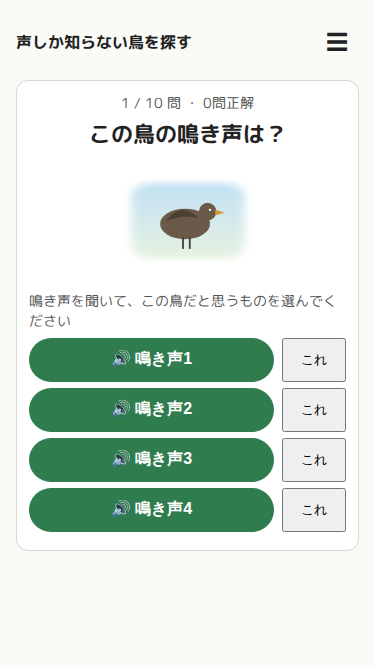 声しか知らない鳥を探す
1 / 10 問 · 0問正解
この鳥の鳴き声は？
鳴き声を聞いて、この鳥だと思うものを選んでく
ださい
🔊 鳴き声1
これ
🔊 鳴き声2
これ
🔊 鳴き声3
これ
🔊 鳴き声4
これ